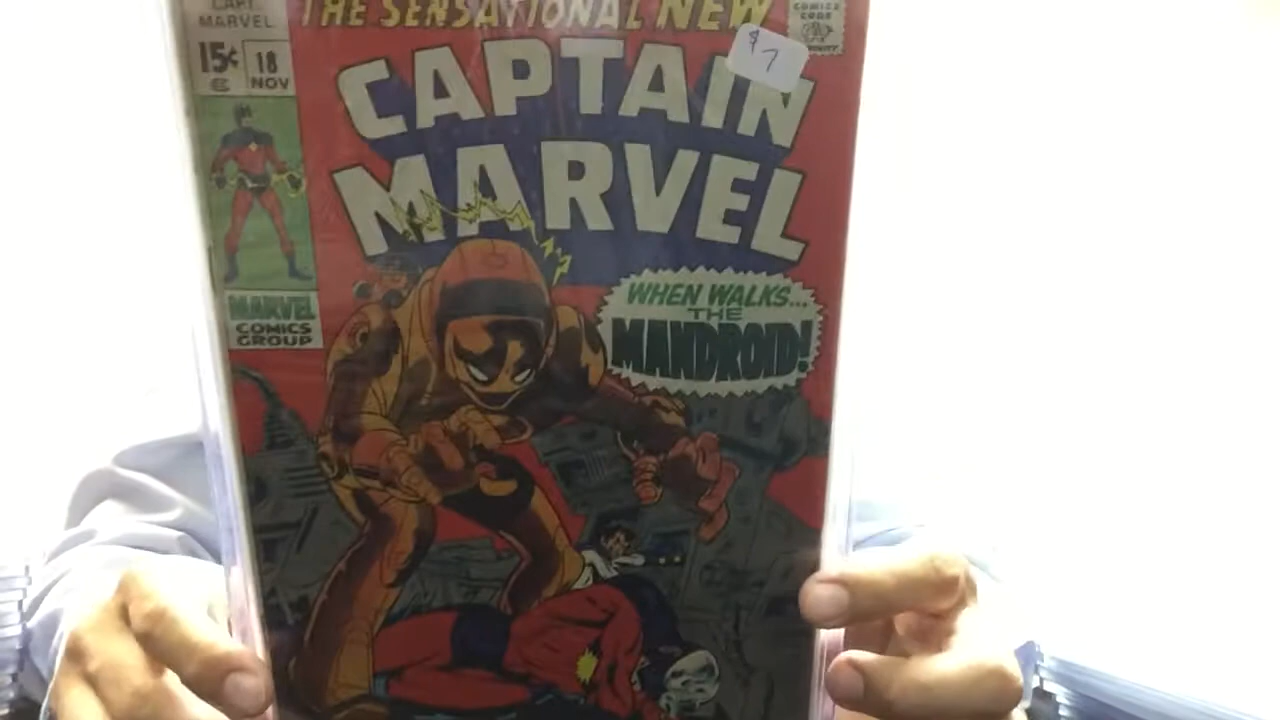 CAPT. MARVEL
THE SENSATIONAL NEW
COMICS
CODE
15¢
18
NOV
$7
CAPTAIN
MARVEL
MARVEL
COMICS
GROUP
WHEN WALKS...
THE
MANDROID!